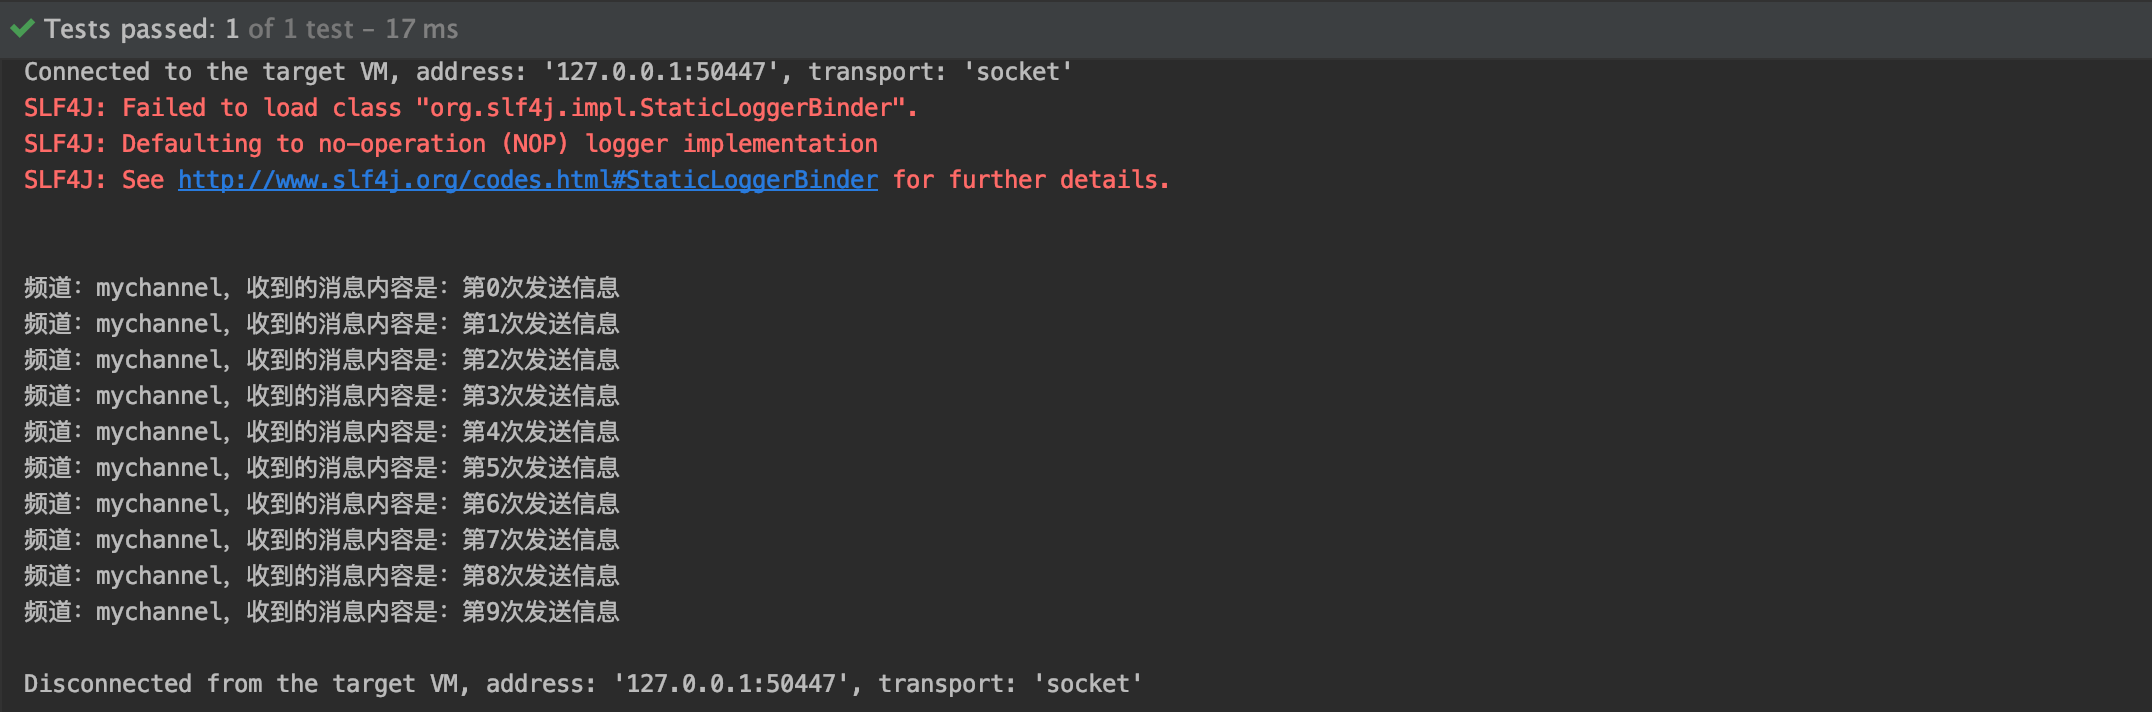 Tests passed: 1 of 1 test – 17 ms
Connected to the target VM, address: '127.0.0.1:50447', transport: 'socket'
SLF4J: Failed to load class "org.slf4j.impl.StaticLoggerBinder".
SLF4J: Defaulting to no-operation (NOP) logger implementation
SLF4J: See http://www.slf4j.org/codes.html#StaticLoggerBinder for further details.
频道：mychannel，收到的消息内容是：第0次发送信息
频道：mychannel，收到的消息内容是：第1次发送信息
频道：mychannel，收到的消息内容是：第2次发送信息
频道：mychannel，收到的消息内容是：第3次发送信息
频道：mychannel，收到的消息内容是：第4次发送信息
频道：mychannel，收到的消息内容是：第5次发送信息
频道：mychannel，收到的消息内容是：第6次发送信息
频道：mychannel，收到的消息内容是：第7次发送信息
频道：mychannel，收到的消息内容是：第8次发送信息
频道：mychannel，收到的消息内容是：第9次发送信息
Disconnected from the target VM, address: '127.0.0.1:50447', transport: 'socket'